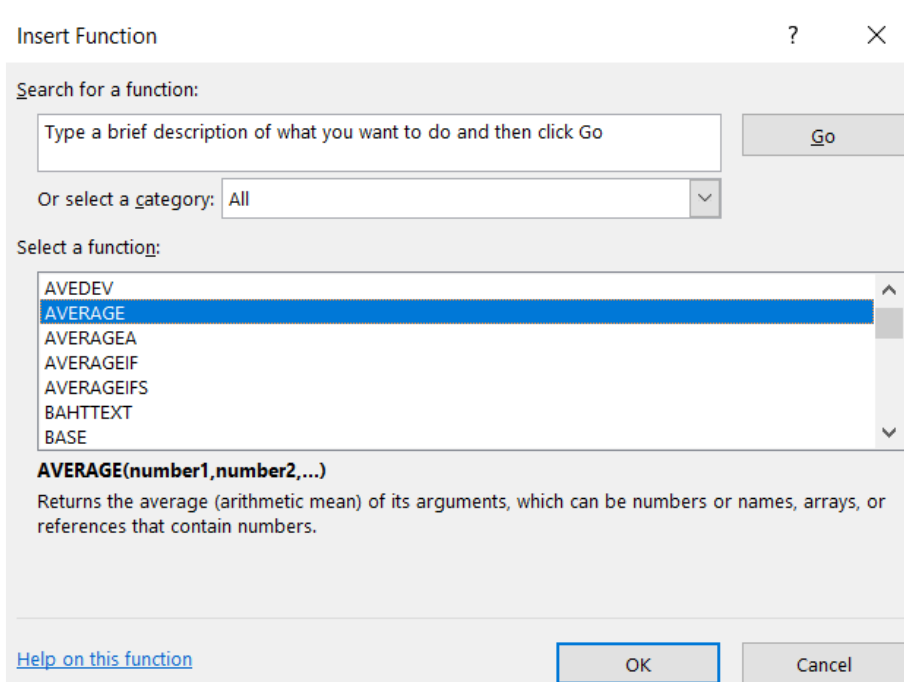 Insert Function
?
Search for a function:
Type a brief description of what you want to do and then click Go
Go
Or select a category: All
Select a function:
AVEDEV
AVERAGE
AVERAGEA
AVERAGEIF
AVERAGEIFS
BAHTTEXT
BASE
AVERAGE(number1,number2,...)
Returns the average (arithmetic mean) of its arguments, which can be numbers or names, arrays, or
references that contain numbers.
Help on this function
OK
Cancel